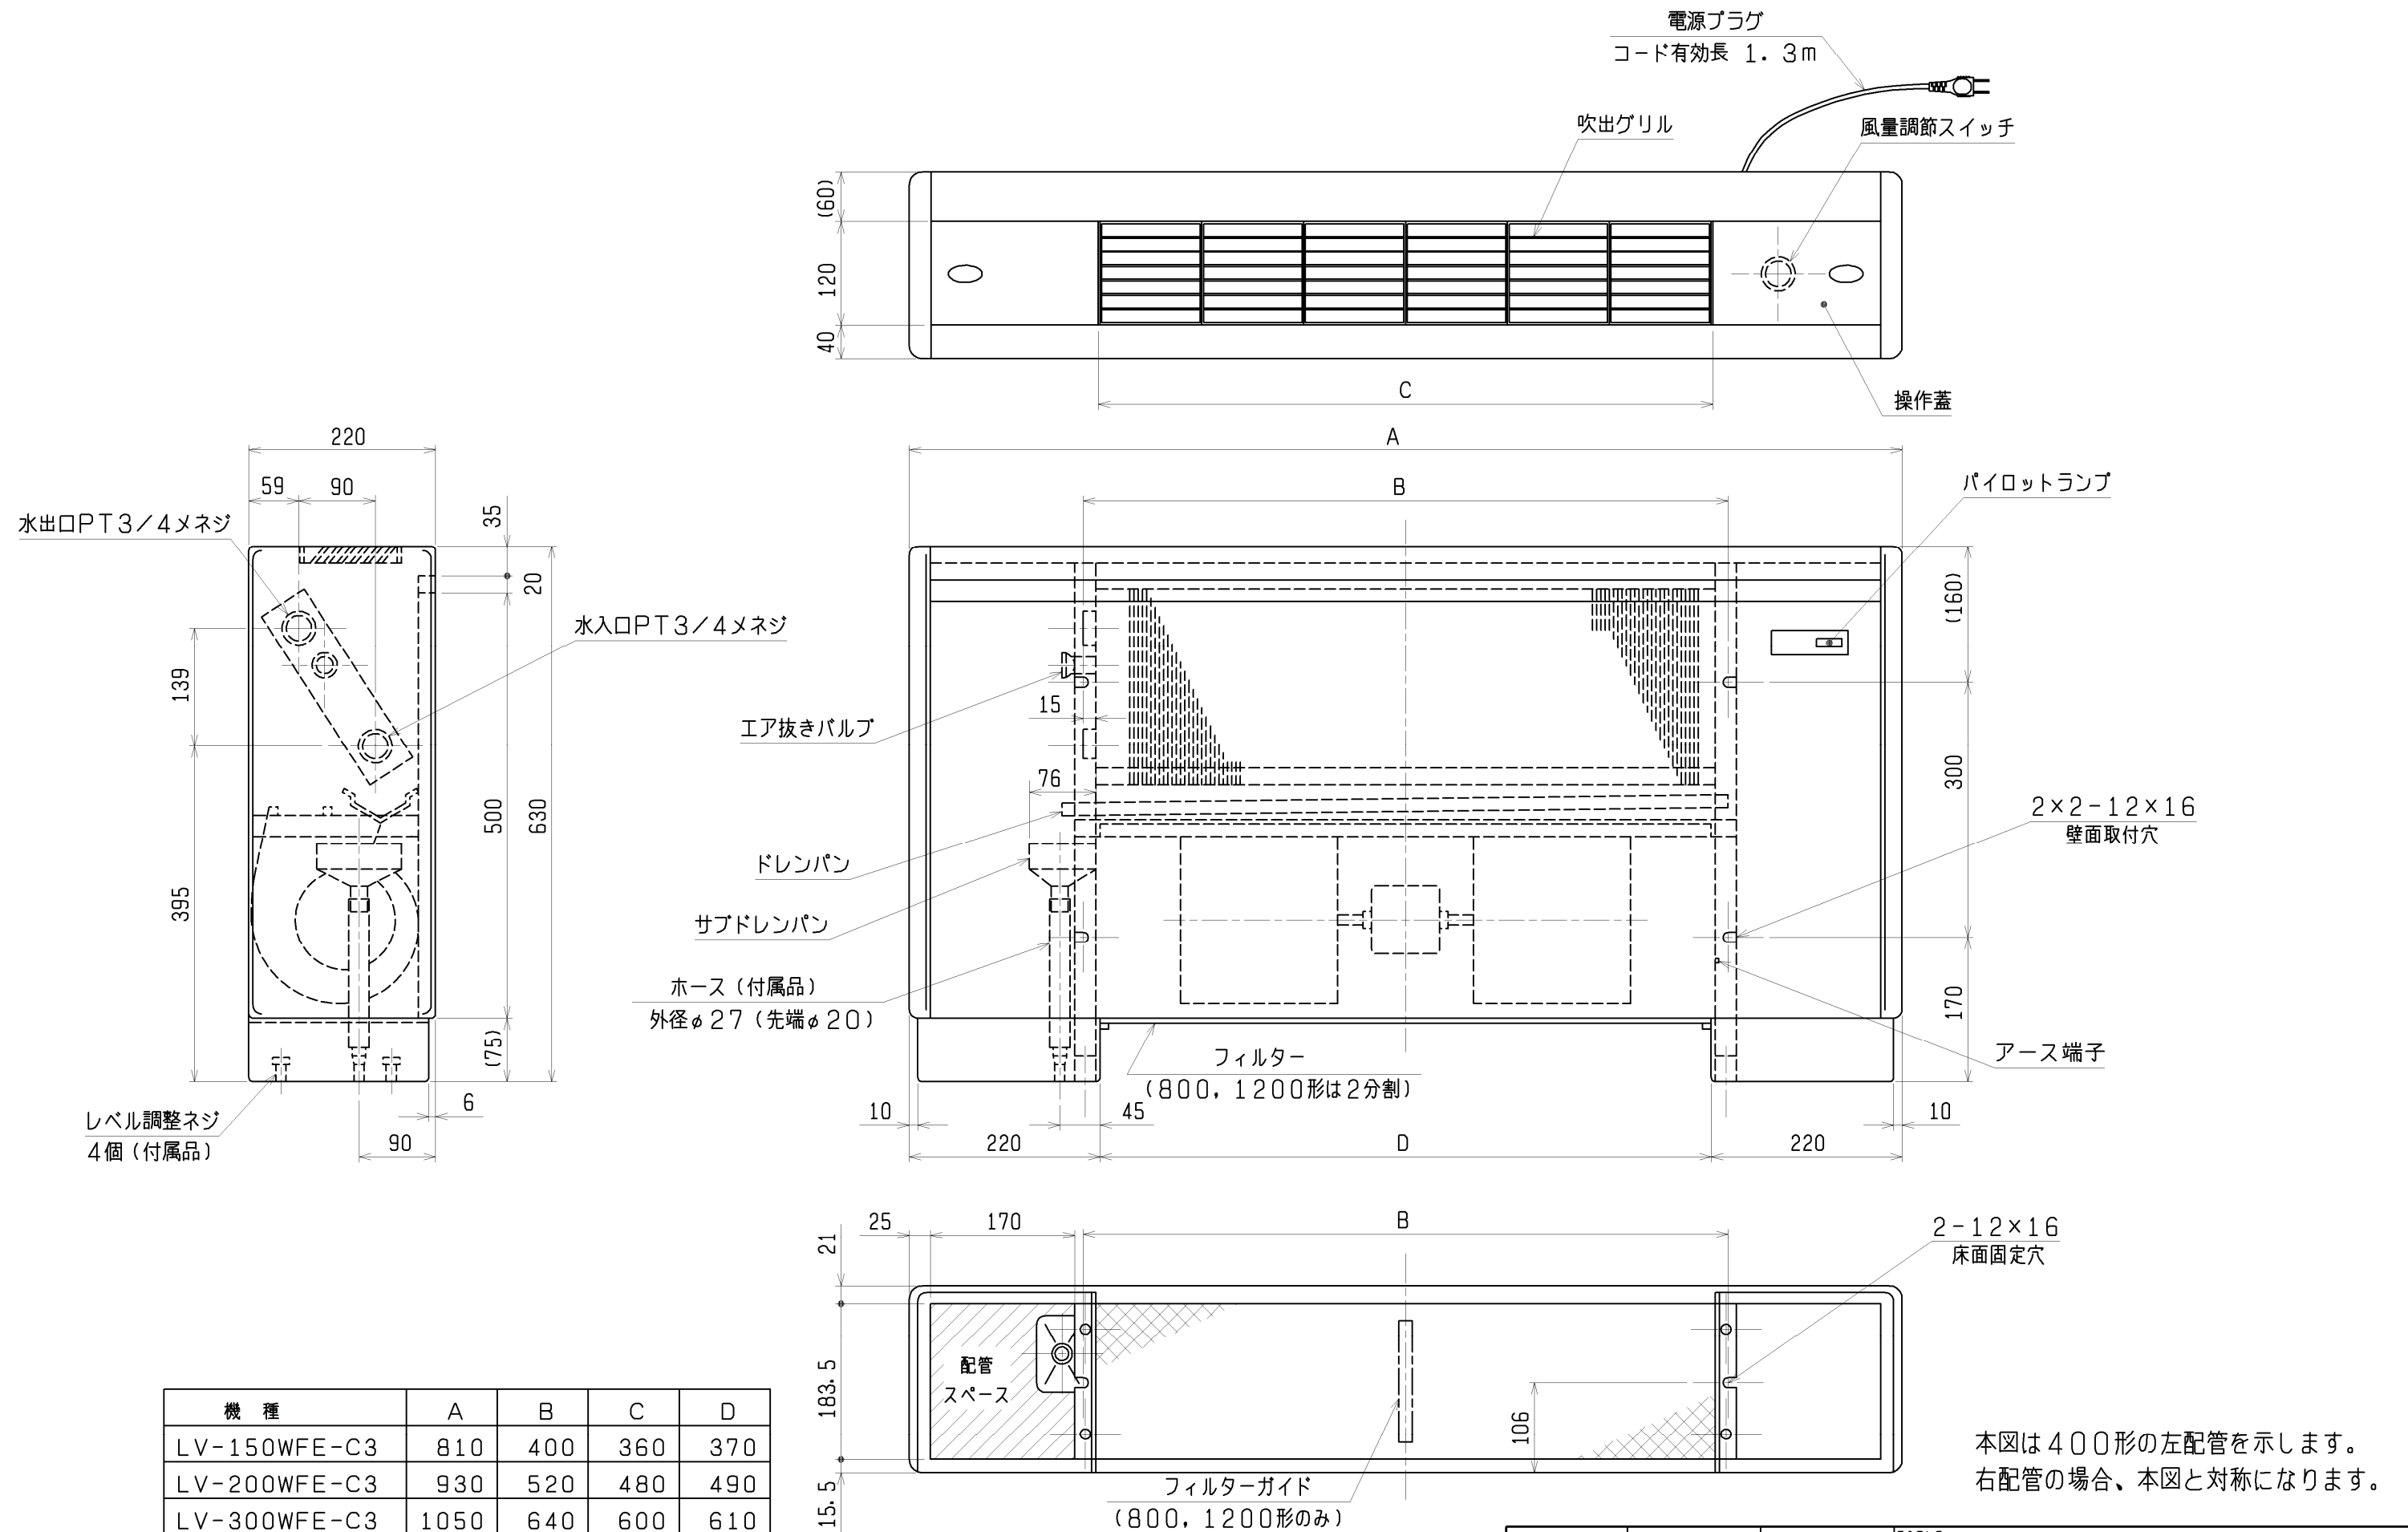 電源プラグ
コード有効長 1.3m
吹出グリル
風量調節スイッチ
(60)
120
40
C
操作蓋
A
B
パイロットランプ
220
59
90
水出口PT3/4メネジ
35
20
水入口PT3/4メネジ
139
395
500
630
(75)
6
90
レベル調整ネジ
4個(付属品)
(160)
300
170
エア抜きバルブ
15
76
ドレンパン
サブドレンパン
ホース(付属品)
外径φ27(先端φ20)
2×2-12×16
壁面取付穴
アース端子
フィルター
(800,1200形は2分割)
10
45
10
220
D
220
25
170
B
21
183.5
15.5
2-12×16
床面固定穴
配管
スペース
106
フィルターガイド
(800,1200形のみ)
機 種 A B C D
LV-150WFE-C3 810 400 360 370
LV-200WFE-C3 930 520 480 490
LV-300WFE-C3 1050 640 600 610
本図は400形の左配管を示します。
右配管の場合、本図と対称になります。